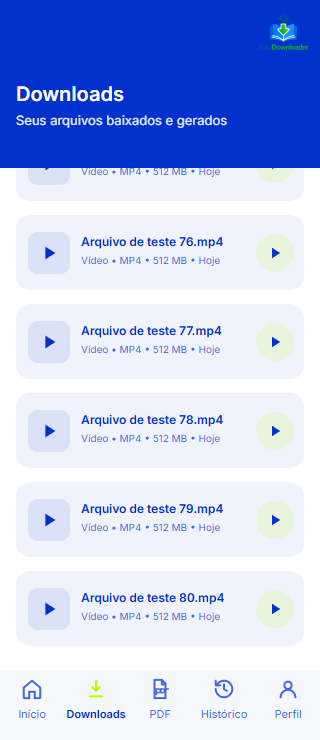 Downloader
Downloads
Seus arquivos baixados e gerados
Vídeo • MP4 • 512 MB • Hoje
Arquivo de teste 76.mp4
Vídeo • MP4 • 512 MB • Hoje
Arquivo de teste 77.mp4
Vídeo • MP4 • 512 MB • Hoje
Arquivo de teste 78.mp4
Vídeo • MP4 • 512 MB • Hoje
Arquivo de teste 79.mp4
Vídeo • MP4 • 512 MB • Hoje
Arquivo de teste 80.mp4
Vídeo • MP4 • 512 MB • Hoje
Início Downloads PDF Histórico Perfil